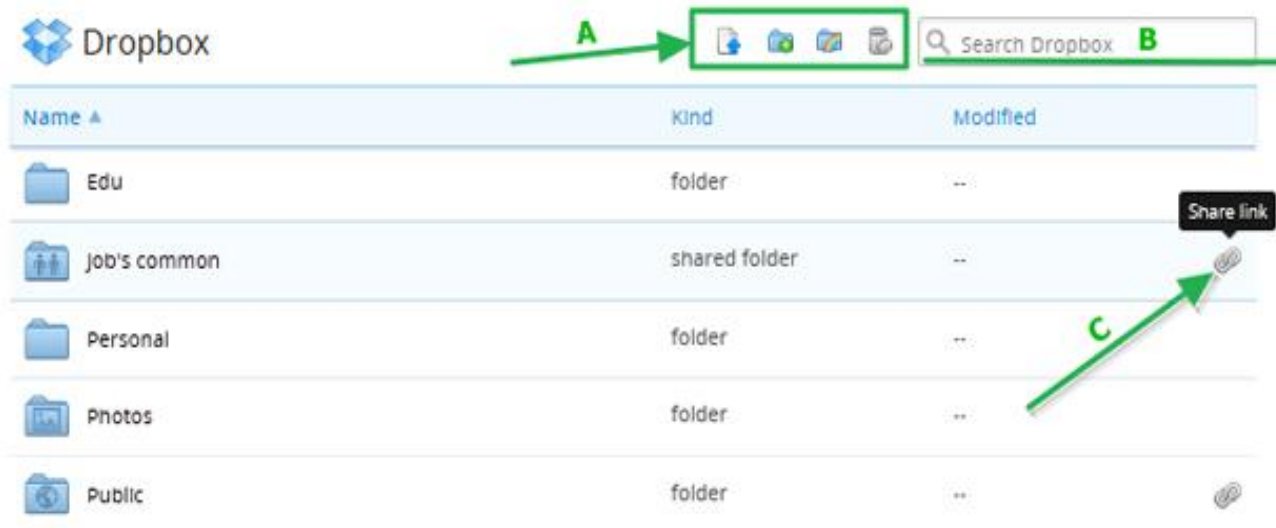 Dropbox
A
Search Dropbox B
Name Kind Modified
Edu folder --
Share link
Job's common shared folder --
C
Personal folder --
Photos folder --
Public folder --